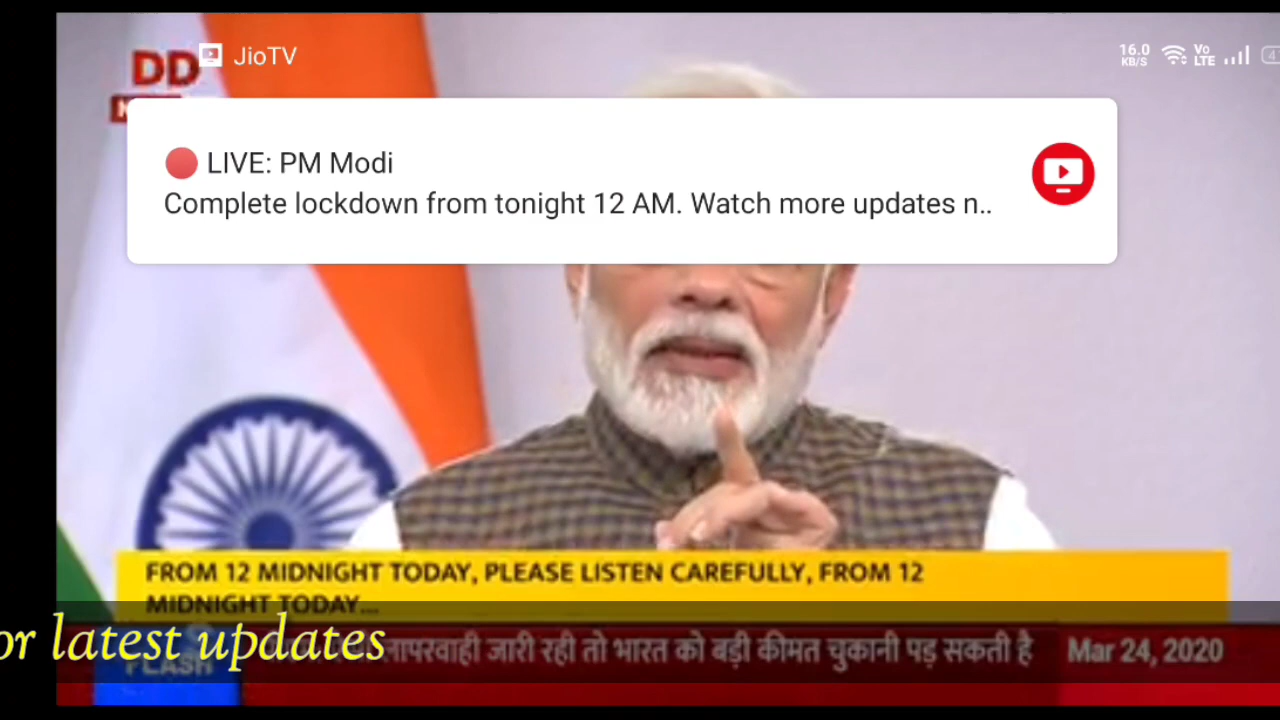 DD
JioTV
16.0
KB/S
Vo
LTE
LIVE: PM Modi
Complete lockdown from tonight 12 AM. Watch more updates n..
FROM 12 MIDNIGHT TODAY, PLEASE LISTEN CAREFULLY, FROM 12
MIDNIGHT TODAY...
or latest updates
FLASH
लापरवाही जारी रही तो भारत को बड़ी कीमत चुकानी पड़ सकती है
Mar 24, 2020